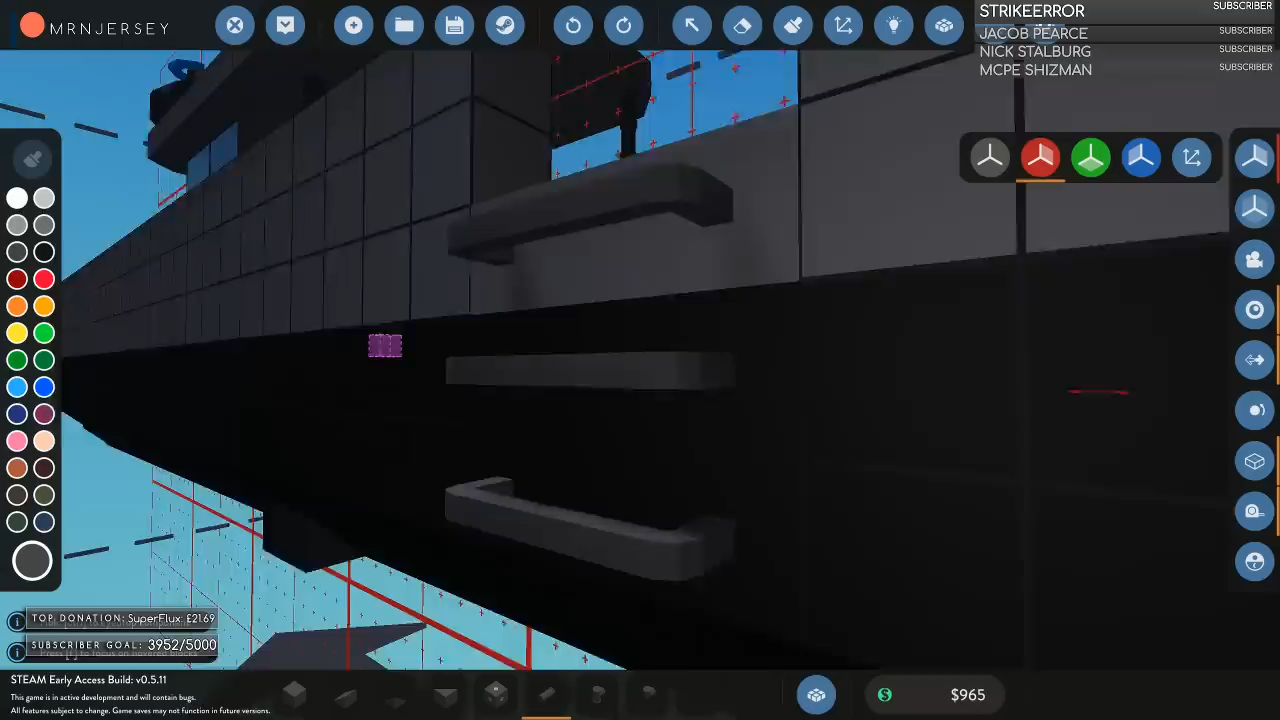 MRNJERSEY
STRIKEERROR SUBSCRIBER
JACOB PEARCE SUBSCRIBER
NICK STALBURG SUBSCRIBER
MCPE SHIZMAN SUBSCRIBER
TOP DONATION: SuperFlux: £21.69
SUBSCRIBER GOAL: 3952/5000
STEAM Early Access Build: v0.5.11
This game is in active development and will contain bugs.
All features subject to change. Game saves may not function in future versions.
$965